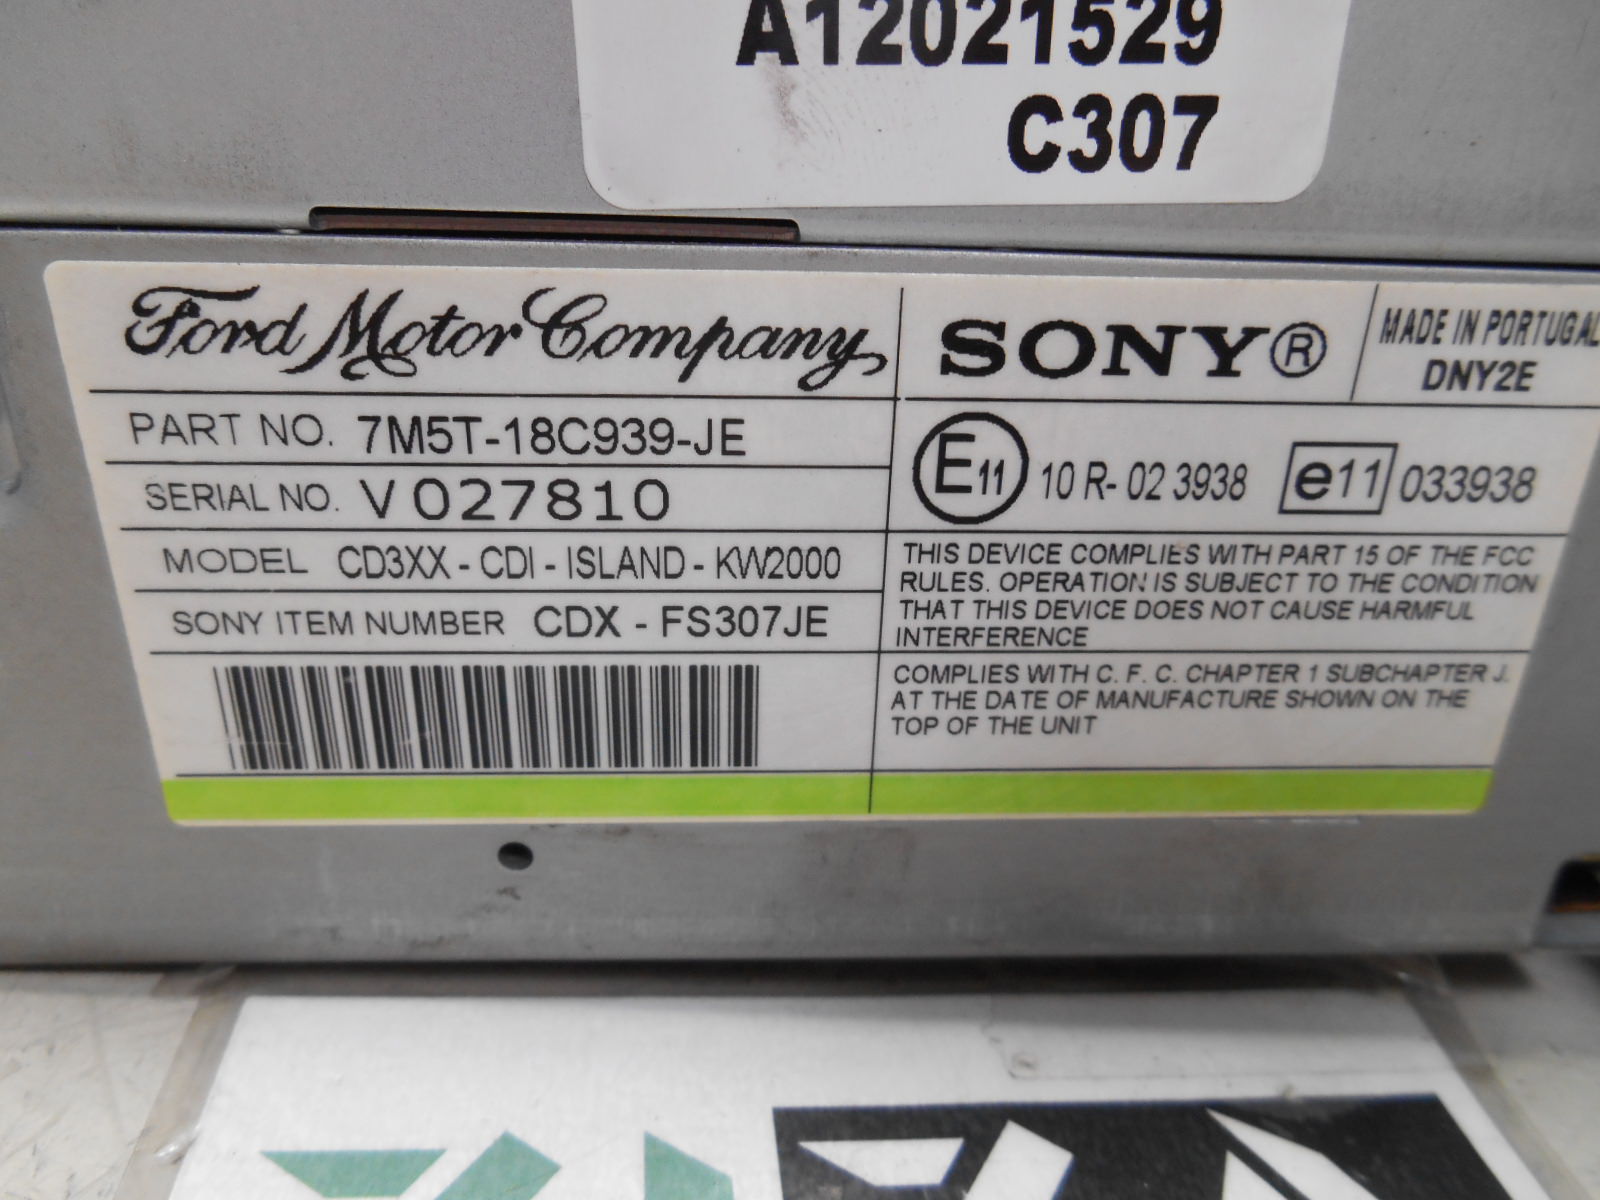 A12021529
C307
Ford Motor Company
SONY®
MADE IN PORTUGAL
DNY2E
PART NO. 7M5T-18C939-JE
SERIAL NO. V027810
MODEL CD3XX - CDI - ISLAND - KW2000
SONY ITEM NUMBER CDX - FS307JE
E11 10 R- 02 3938 e11 033938
THIS DEVICE COMPLIES WITH PART 15 OF THE FCC
RULES. OPERATION IS SUBJECT TO THE CONDITION
THAT THIS DEVICE DOES NOT CAUSE HARMFUL
INTERFERENCE
COMPLIES WITH C. F. C. CHAPTER 1 SUBCHAPTER J.
AT THE DATE OF MANUFACTURE SHOWN ON THE
TOP OF THE UNIT